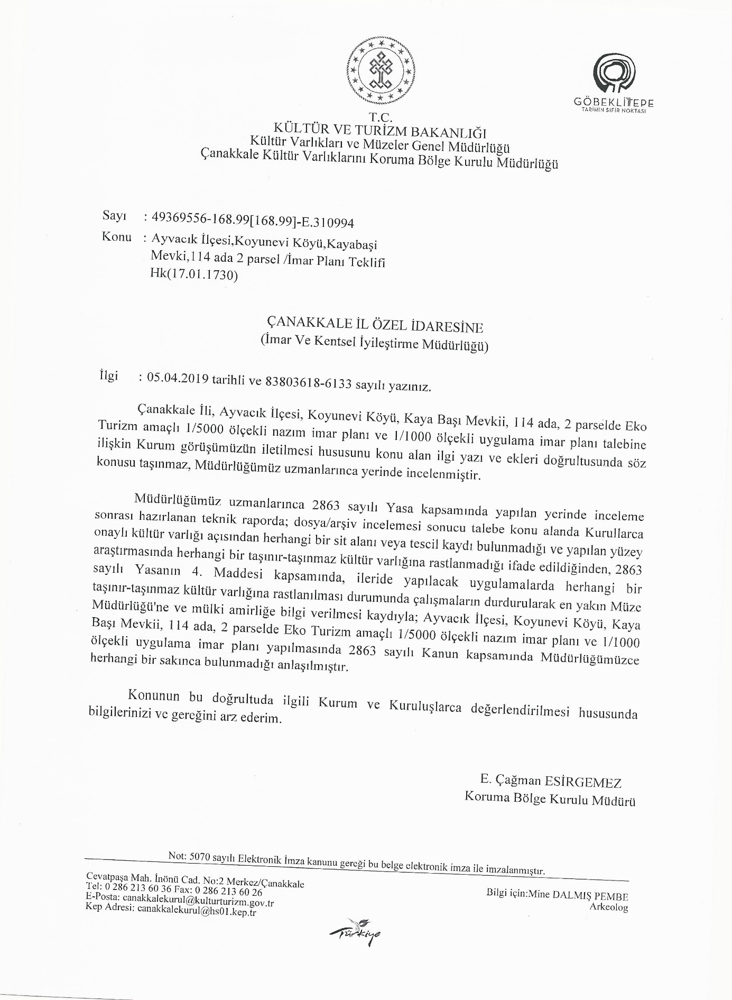 GÖBEKLİTEPE
TARİHİN SIFIR NOKTASI
T.C.
KÜLTÜR VE TURİZM BAKANLIĞI
Kültür Varlıkları ve Müzeler Genel Müdürlüğü
Çanakkale Kültür Varlıklarını Koruma Bölge Kurulu Müdürlüğü
Sayı : 49369556-168.99[168.99]-E.310994
Konu : Ayvacık İlçesi,Koyunevi Köyü,Kayabaşi
Mevki,114 ada 2 parsel /İmar Planı Teklifi
Hk(17.01.1730)
ÇANAKKALE İL ÖZEL İDARESİNE
(İmar Ve Kentsel İyileştirme Müdürlüğü)
İlgi : 05.04.2019 tarihli ve 83803618-6133 sayılı yazınız.
Çanakkale İli, Ayvacık İlçesi, Koyunevi Köyü, Kaya Başı Mevkii, 114 ada, 2 parselde Eko
Turizm amaçlı 1/5000 ölçekli nazım imar planı ve 1/1000 ölçekli uygulama imar planı talebine
ilişkin Kurum görüşümüzün iletilmesi hususunu konu alan ilgi yazı ve ekleri doğrultusunda söz
konusu taşınmaz, Müdürlüğümüz uzmanlarınca yerinde incelenmiştir.
Müdürlüğümüz uzmanlarınca 2863 sayılı Yasa kapsamında yapılan yerinde inceleme
sonrası hazırlanan teknik raporda; dosya/arşiv incelemesi sonucu talebe konu alanda Kurullarca
onaylı kültür varlığı açısından herhangi bir sit alanı veya tescil kaydı bulunmadığı ve yapılan yüzey
araştırmasında herhangi bir taşınır-taşınmaz kültür varlığına rastlanmadığı ifade edildiğinden, 2863
sayılı Yasanın 4. Maddesi kapsamında, ileride yapılacak uygulamalarda herhangi bir
taşınır-taşınmaz kültür varlığına rastlanılması durumunda çalışmaların durdurularak en yakın Müze
Müdürlüğü'ne ve mülki amirliğe bilgi verilmesi kaydıyla; Ayvacık İlçesi, Koyunevi Köyü, Kaya
Başı Mevkii, 114 ada, 2 parselde Eko Turizm amaçlı 1/5000 ölçekli nazım imar planı ve 1/1000
ölçekli uygulama imar planı yapılmasında 2863 sayılı Kanun kapsamında Müdürlüğümüzce
herhangi bir sakınca bulunmadığı anlaşılmıştır.
Konunun bu doğrultuda ilgili Kurum ve Kuruluşlarca değerlendirilmesi hususunda
bilgilerinizi ve gereğini arz ederim.
E. Çağman ESİRGEMEZ
Koruma Bölge Kurulu Müdürü
Not: 5070 sayılı Elektronik İmza kanunu gereği bu belge elektronik imza ile imzalanmıştır.
Cevatpaşa Mah. İnönü Cad. No:2 Merkez/Çanakkale
Tel: 0 286 213 60 36 Fax: 0 286 213 60 26
E-Posta: canakkalekurul@kulturturizm.gov.tr
Kep Adresi: canakkalekurul@hs01.kep.tr
Bilgi için:Mine DALMIŞ PEMBE
Arkeolog
Türkiye